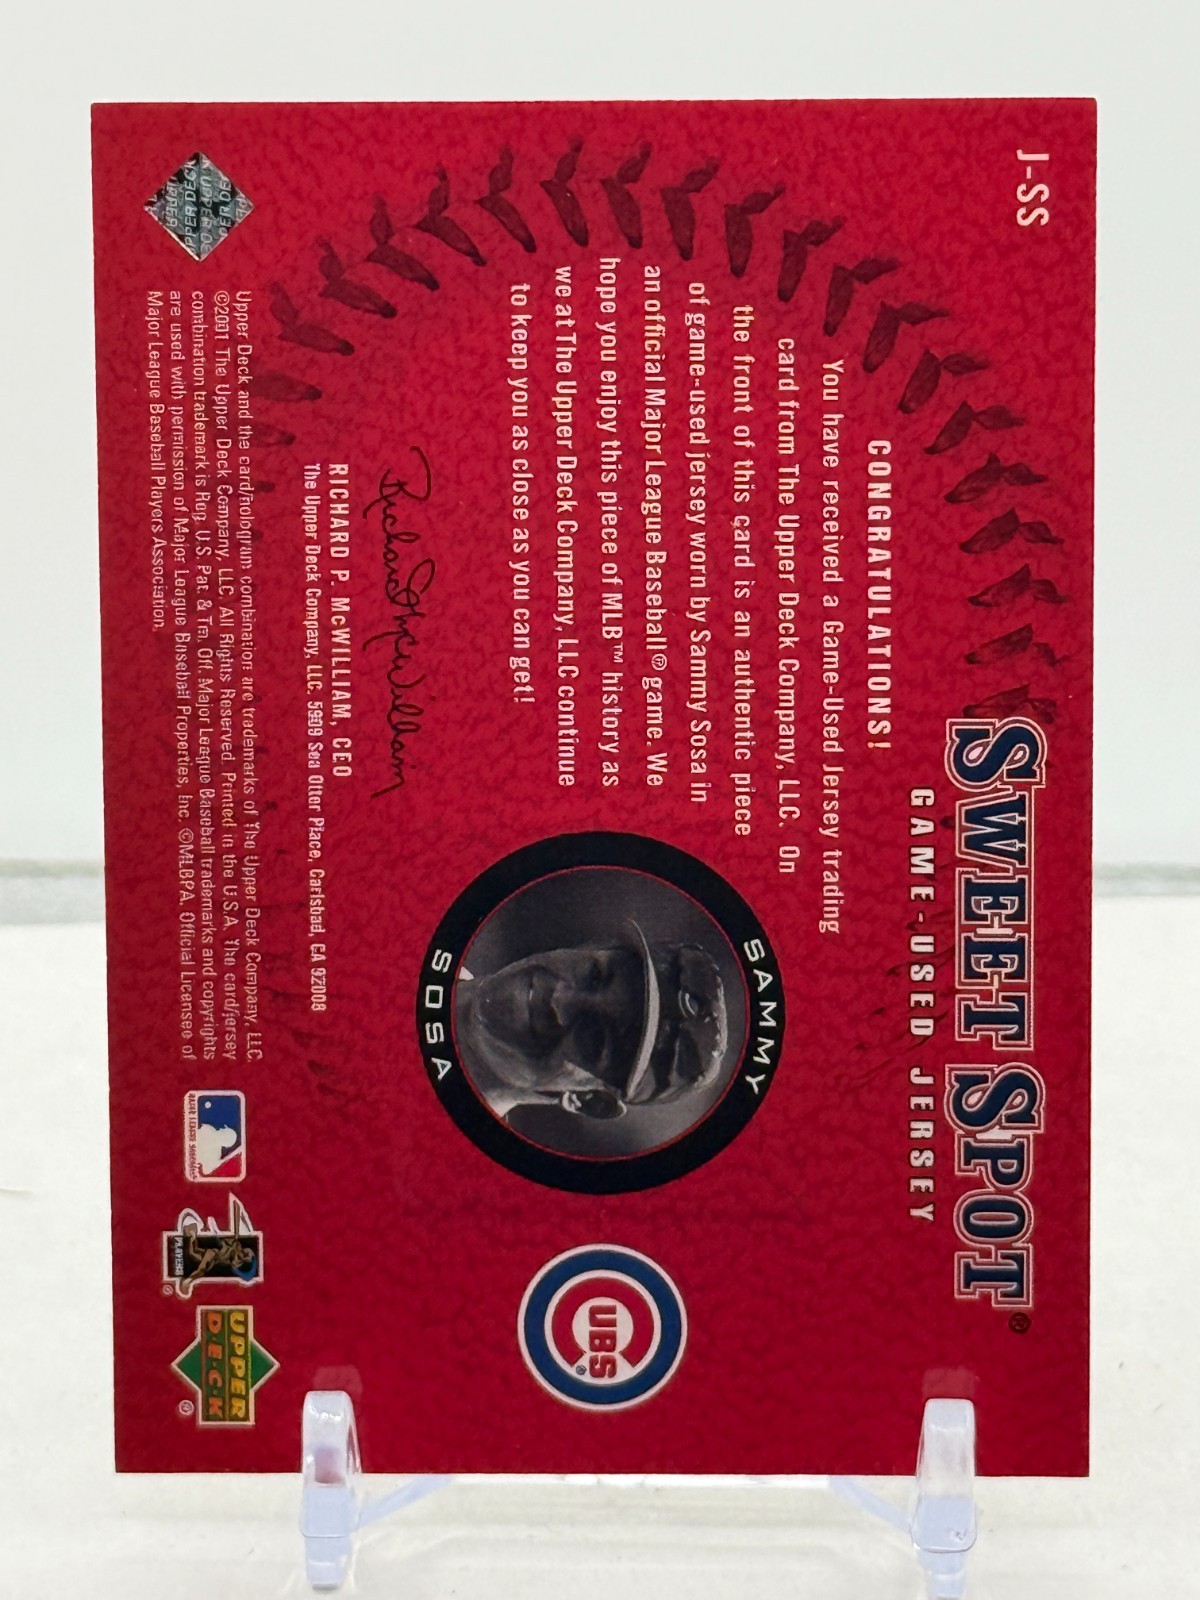 J-SS
SWEET SPOT®
GAME-USED JERSEY
CONGRATULATIONS!
You have received a Game-Used Jersey trading
card from The Upper Deck Company, LLC. On
the front of this card is an authentic piece
of game-used jersey worn by Sammy Sosa in
an official Major League Baseball® game. We
hope you enjoy this piece of MLB™ history as
we at The Upper Deck Company, LLC continue
to keep you as close as you can get!
SAMMY
SOSA
CUBS®
Richard P. McWilliam
RICHARD P. McWILLIAM, CEO
The Upper Deck Company, LLC. 5909 Sea Otter Place, Carlsbad, CA 92008
Upper Deck and the card/hologram combination are trademarks of The Upper Deck Company, LLC.
©2001 The Upper Deck Company, LLC. All Rights Reserved. Printed in the U.S.A. The card/jersey
combination trademark is Reg. U.S. Pat. & Tm. Off. Major League Baseball trademarks and copyrights
are used with permission of Major League Baseball Properties, Inc. ©MLBPA. Official Licensee of
Major League Baseball Players Association.
MAJOR LEAGUE BASEBALL
PLAYERS
®
UPPER
DECK
®